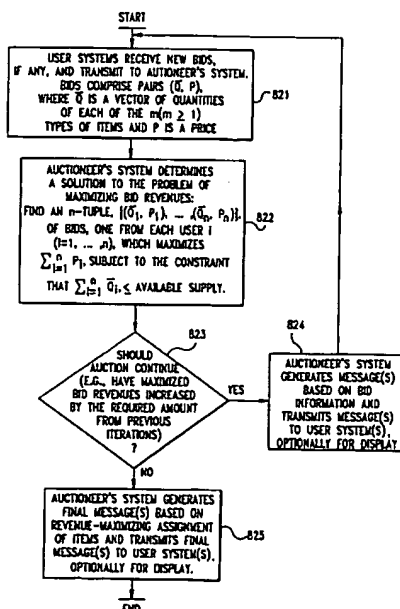 START
USER SYSTEMS RECEIVE NEW BIDS,
IF ANY, AND TRANSMIT TO AUTIONEER'S SYSTEM.
BIDS COMPRISE PAIRS (Q̄, P),
WHERE Q̄ IS A VECTOR OF QUANTITIES
OF EACH OF THE m(m ≥ 1)
TYPES OF ITEMS AND P IS A PRICE
821
AUCTIONEER'S SYSTEM DETERMINES
A SOLUTION TO THE PROBLEM OF
MAXIMIZING BID REVENUES:
FIND AN n-TUPLE, {(Q̄₁, P₁), ... ,(Q̄ₙ, Pₙ)},
OF BIDS, ONE FROM EACH USER i
(i=1, ... ,n), WHICH MAXIMIZES
∑ⁿᵢ₌₁ Pᵢ, SUBJECT TO THE CONSTRAINT
THAT ∑ⁿᵢ₌₁ Q̄ᵢ, ≤ AVAILABLE SUPPLY.
822
823
SHOULD
AUCTION CONTINUE
(E.G., HAVE MAXIMIZED
BID REVENUES INCREASED
BY THE REQUIRED AMOUNT
FROM PREVIOUS
ITERATIONS)
?
YES
824
AUCTIONEER'S SYSTEM
GENERATES MESSAGE(S)
BASED ON BID
INFORMATION AND
TRANSMITS MESSAGE(S)
TO USER SYSTEM(S),
OPTIONALLY FOR DISPLAY
NO
AUCTIONEER'S SYSTEM GENERATES
FINAL MESSAGE(S) BASED ON
REVENUE-MAXIMIZING ASSIGNMENT
OF ITEMS AND TRANSMITS FINAL
MESSAGE(S) TO USER SYSTEM(S),
OPTIONALLY FOR DISPLAY.
825
END